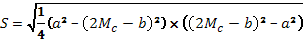 S = √(1/4 (a² − (2M_c − b)²) × ((2M_c − b)² − a²))